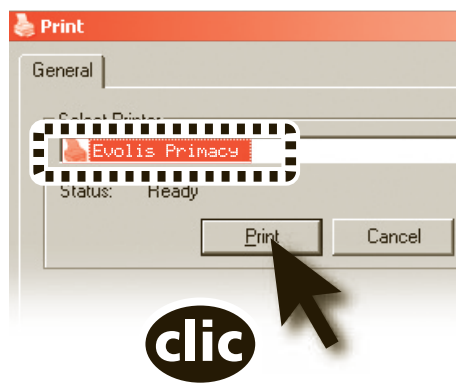 Print
General
Select Printer
Evolis Primacy
Status: Ready
Print Cancel
clic